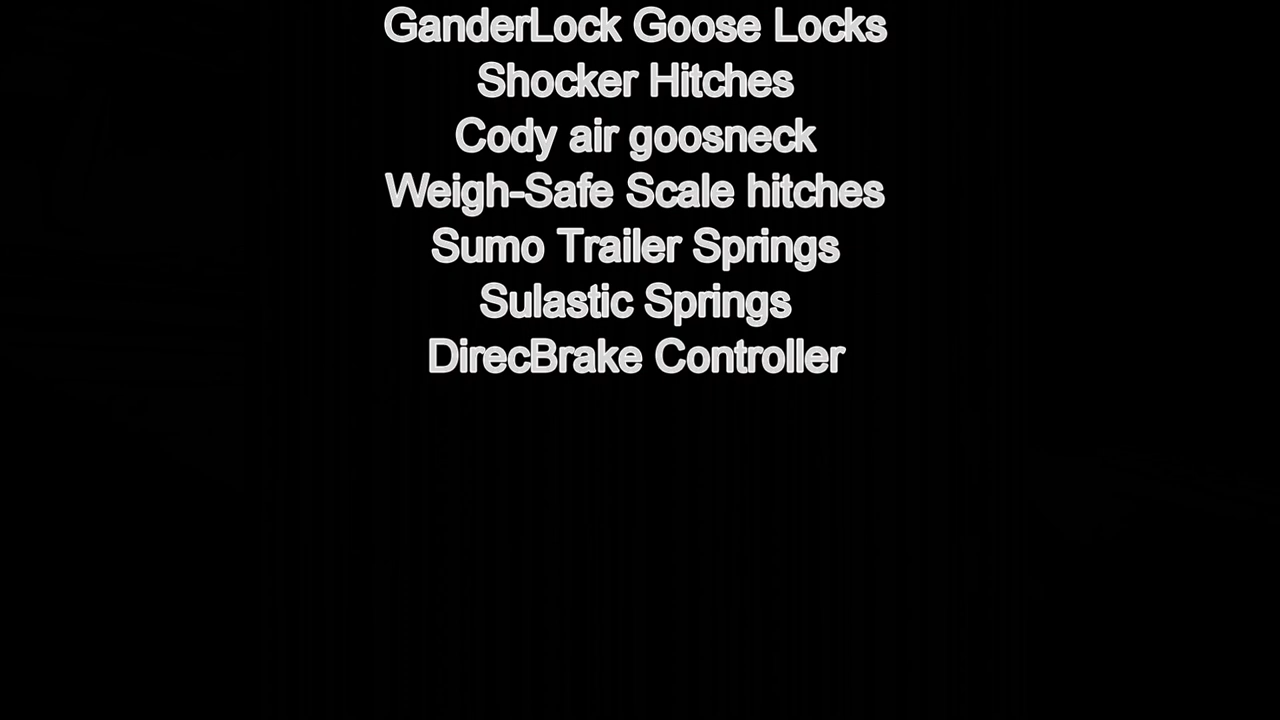 GanderLock Goose Locks
Shocker Hitches
Cody air goosneck
Weigh-Safe Scale hitches
Sumo Trailer Springs
Sulastic Springs
DirecBrake Controller